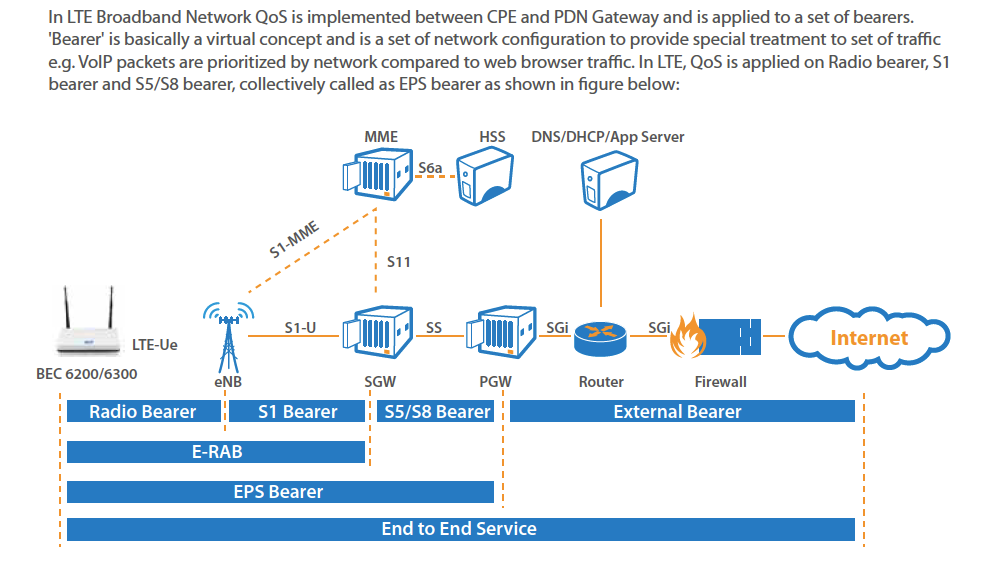 In LTE Broadband Network QoS is implemented between CPE and PDN Gateway and is applied to a set of bearers.
'Bearer' is basically a virtual concept and is a set of network configuration to provide special treatment to set of traffic
e.g. VoIP packets are prioritized by network compared to web browser traffic. In LTE, QoS is applied on Radio bearer, S1
bearer and S5/S8 bearer, collectively called as EPS bearer as shown in figure below:
MME
HSS
DNS/DHCP/App Server
S6a
S1-MME
S11
S1-U
SS
SGi
SGi
Internet
LTE-Ue
BEC 6200/6300
eNB
SGW
PGW
Router
Firewall
Radio Bearer
S1 Bearer
S5/S8 Bearer
External Bearer
E-RAB
EPS Bearer
End to End Service